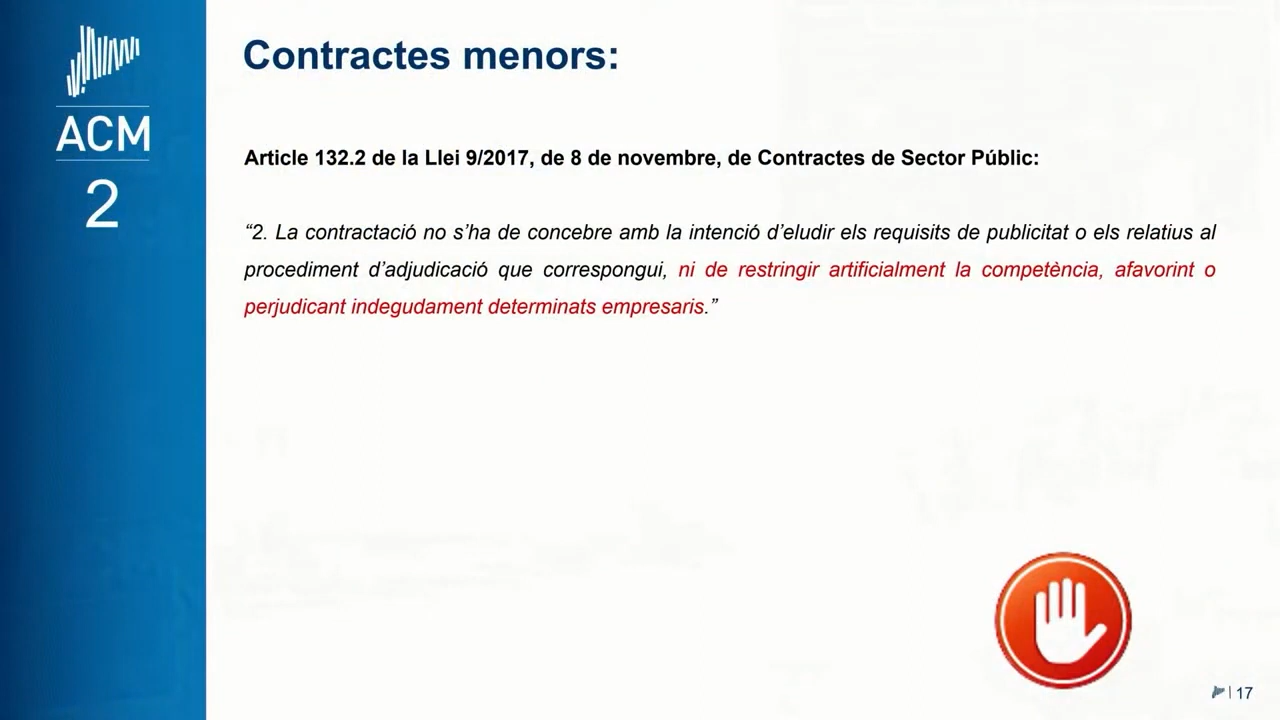 ACM
2
Contractes menors:
Article 132.2 de la Llei 9/2017, de 8 de novembre, de Contractes de Sector Públic:
“2. La contractació no s’ha de concebre amb la intenció d’eludir els requisits de publicitat o els relatius al
procediment d’adjudicació que correspongui, ni de restringir artificialment la competència, afavorint o
perjudicant indegudament determinats empresaris.”
17